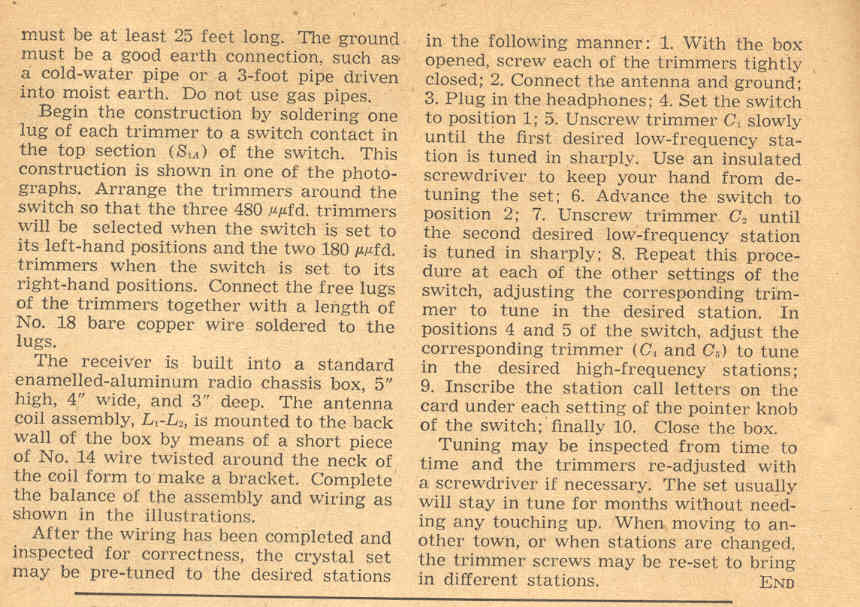 must be at least 25 feet long. The ground
must be a good earth connection, such as
a cold-water pipe or a 3-foot pipe driven
into moist earth. Do not use gas pipes.
Begin the construction by soldering one
lug of each trimmer to a switch contact in
the top section (S1A) of the switch. This
construction is shown in one of the photo-
graphs. Arrange the trimmers around the
switch so that the three 480 μμfd. trimmers
will be selected when the switch is set to
its left-hand positions and the two 180 μμfd.
trimmers when the switch is set to its
right-hand positions. Connect the free lugs
of the trimmers together with a length of
No. 18 bare copper wire soldered to the
lugs.
The receiver is built into a standard
enamelled-aluminum radio chassis box, 5"
high, 4" wide, and 3" deep. The antenna
coil assembly, L1-L2, is mounted to the back
wall of the box by means of a short piece
of No. 14 wire twisted around the neck of
the coil form to make a bracket. Complete
the balance of the assembly and wiring as
shown in the illustrations.
After the wiring has been completed and
inspected for correctness, the crystal set
may be pre-tuned to the desired stations
in the following manner: 1. With the box
opened, screw each of the trimmers tightly
closed; 2. Connect the antenna and ground;
3. Plug in the headphones; 4. Set the switch
to position 1; 5. Unscrew trimmer C1 slowly
until the first desired low-frequency sta-
tion is tuned in sharply. Use an insulated
screwdriver to keep your hand from de-
tuning the set; 6. Advance the switch to
position 2; 7. Unscrew trimmer C2 until
the second desired low-frequency station
is tuned in sharply; 8. Repeat this proce-
dure at each of the other settings of the
switch, adjusting the corresponding trim-
mer to tune in the desired station. In
positions 4 and 5 of the switch, adjust the
corresponding trimmer (C4 and C5) to tune
in the desired high-frequency stations;
9. Inscribe the station call letters on the
card under each setting of the pointer knob
of the switch; finally 10. Close the box.
Tuning may be inspected from time to
time and the trimmers re-adjusted with
a screwdriver if necessary. The set usually
will stay in tune for months without need-
ing any touching up. When moving to an-
other town, or when stations are changed,
the trimmer screws may be re-set to bring
in different stations. END